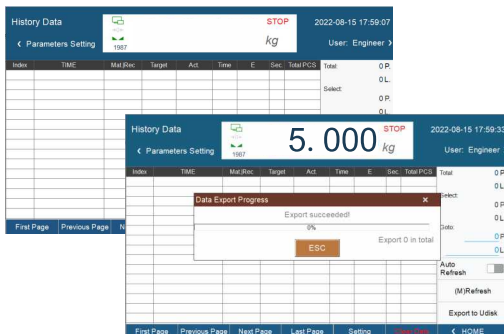 History Data
STOP
2022-08-15 17:59:07
‹ Parameters Setting
1987
kg
User: Engineer ›
Index TIME Mat.|Rec Target Act. Time E Sec. Total PCS
Total: 0 P.
0 L.
Select:
0 P.
0 L.
First Page Previous Page
History Data
5.000
STOP
2022-08-15 17:59:33
‹ Parameters Setting
1987
kg
User: Engineer
Index TIME Mat.|Rec Target Act. Time E Sec Total PCS
Total 0 P
0 L
Select:
0 P
0 L
Goto:
0 P
0 L
Data Export Progress ×
Export succeeded!
0%
Export 0 in total
ESC
Auto
Refresh
(M)Refresh
Export to Udisk
First Page Previous Page Next Page Last Page Setting
‹ HOME